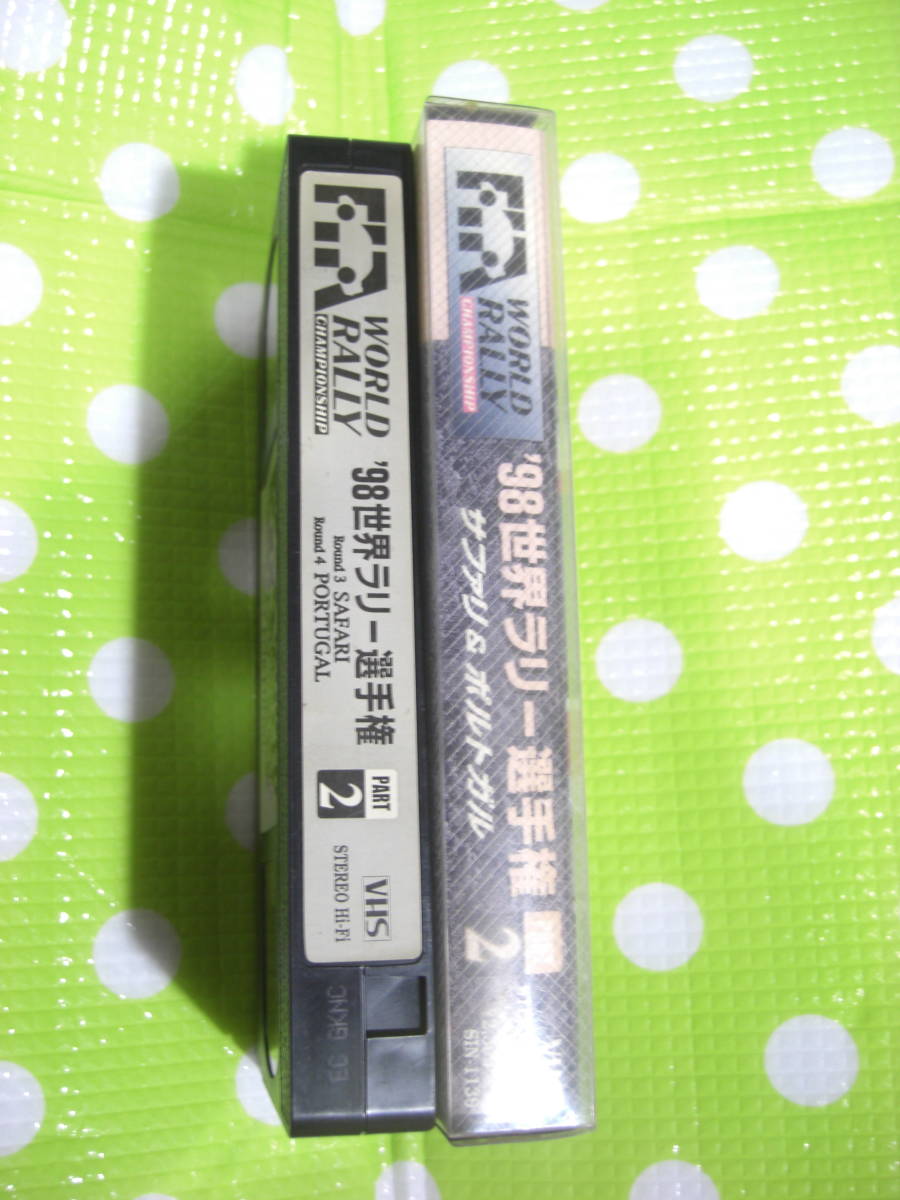 WORLD
RALLY
CHAMPIONSHIP
'98世界ラリー選手権
Round 3 SAFARI
Round 4 PORTUGAL
PART
2
VHS
STEREO Hi-Fi
WORLD
RALLY
CHAMPIONSHIP
'98世界ラリー選手権
サファリ&ポルトガル
2